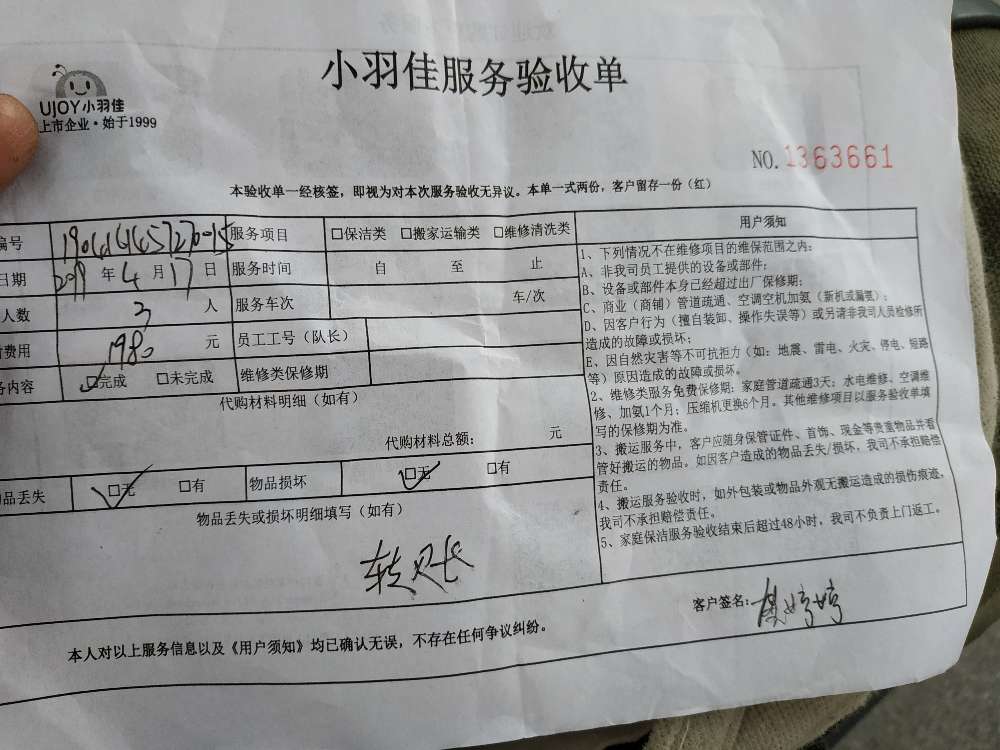 小羽佳服务验收单
UJOY小羽佳
上市企业·始于1999
NO. 1363661
本验收单一经核签，即视为对本次服务验收无异议。本单一式两份，客户留存一份（红）
编号 服务项目 □保洁类 □搬家运输类 □维修清洗类
日期 年 4 月 17 日 服务时间 自 至 止
人数 3 人 服务车次 车/次
费用 1980 元 员工工号（队长）
务内容 □完成 □未完成 维修类保修期
代购材料明细（如有）
代购材料总额： 元
品丢失 □无 □有 物品损坏 □无 □有
物品丢失或损坏明细填写（如有）
用户须知
1、下列情况不在维修项目的维保范围之内：
A、非我司员工提供的设备或部件；
B、设备或部件本身已经超过出厂保修期；
C、商业（商铺）管道疏通、空调空机加氨（新机或漏氨）；
D、因客户行为（擅自装卸、操作失误等）或另请非我司人员检修所
造成的故障或损坏；
E、因自然灾害等不可抗拒力（如：地震、雷电、火灾、停电、短路
等）原因造成的故障或损坏。
2、维修类服务免费保修期：家庭管道疏通3天；水电维修、空调维
修、加氨1个月；压缩机更换6个月。其他维修项目以服务验收单填
写的保修期为准。
3、搬运服务中，客户应随身保管证件、首饰、现金等贵重物品并看
管好搬运的物品。如因客户造成的物品丢失/损坏，我司不承担赔偿
责任。
4、搬运服务验收时，如外包装或物品外观无搬运造成的损伤痕迹，
我司不承担赔偿责任。
5、家庭保洁服务验收结束后超过48小时，我司不负责上门返工。
客户签名：
本人对以上服务信息以及《用户须知》均已确认无误，不存在任何争议纠纷。